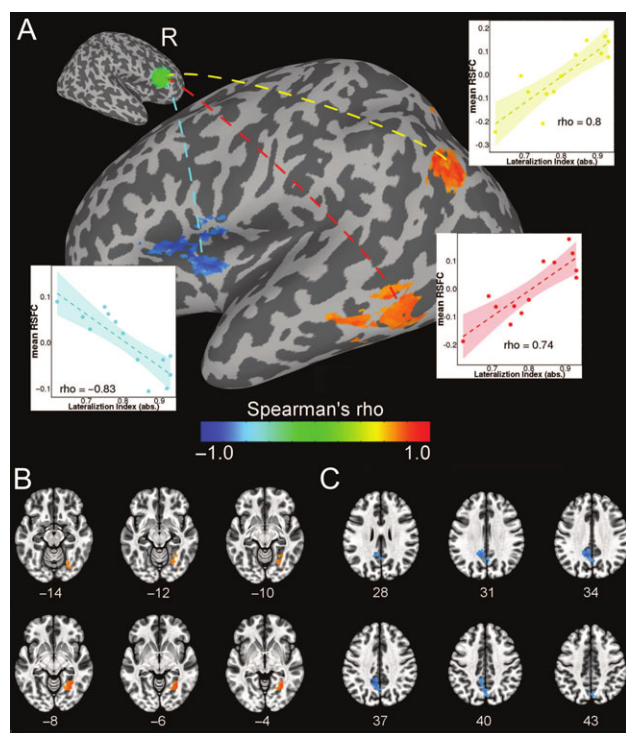 A
R
0.2
0.1
0.0
-0.1
-0.2
-0.3
mean RSFC
rho = 0.8
0.7 0.8 0.9
Lateraliztion Index (abs.)
0.1
0.0
-0.1
-0.2
mean RSFC
rho = 0.74
0.7 0.8 0.9
Lateraliztion Index (abs.)
0.1
0.0
-0.1
mean RSFC
rho = −0.83
0.7 0.8 0.9
Lateraliztion Index (abs.)
Spearman's rho
−1.0 1.0
B
−14 −12 −10
−8 −6 −4
C
28 31 34
37 40 43